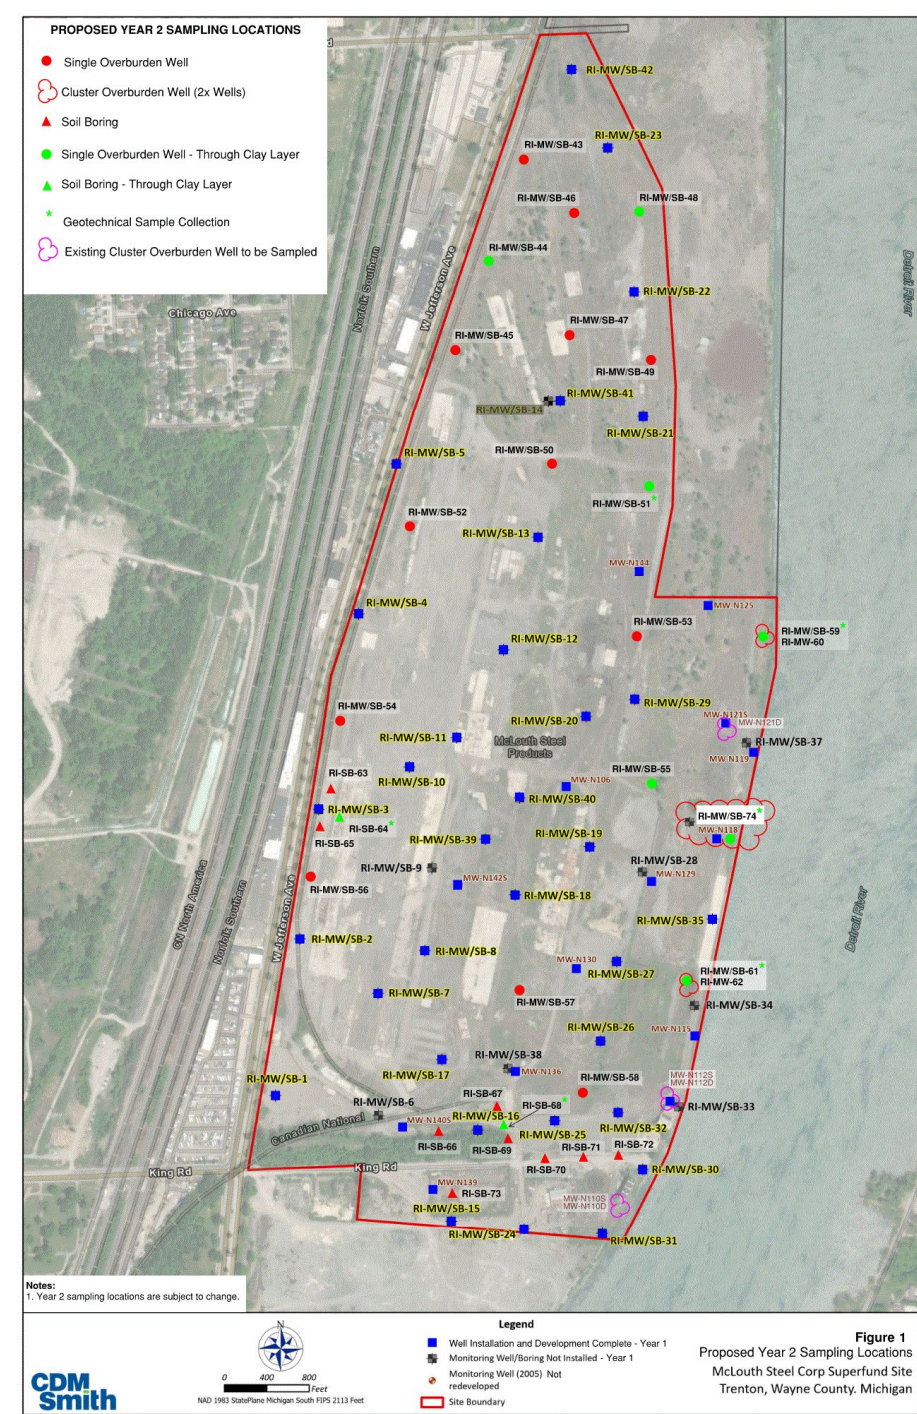 PROPOSED YEAR 2 SAMPLING LOCATIONS
Single Overburden Well
Cluster Overburden Well (2x Wells)
Soil Boring
Single Overburden Well - Through Clay Layer
Soil Boring - Through Clay Layer
* Geotechnical Sample Collection
Existing Cluster Overburden Well to be Sampled
RI-MW/SB-42
RI-MW/SB-23
RI-MW/SB-43
RI-MW/SB-46
RI-MW/SB-48
RI-MW/SB-44
Norfolk Southern
W Jefferson Ave
Detroit River
RI-MW/SB-22
Chicago Ave
RI-MW/SB-47
RI-MW/SB-45
RI-MW/SB-49
RI-MW/SB-41
RI-MW/SB-14
RI-MW/SB-21
RI-MW/SB-5
RI-MW/SB-50
RI-MW/SB-51*
RI-MW/SB-52
RI-MW/SB-13
MW-N144
RI-MW/SB-4
MW-N125
RI-MW/SB-53
RI-MW/SB-59*
RI-MW-60
RI-MW/SB-12
RI-MW/SB-54
RI-MW/SB-29
RI-MW/SB-20
MW-N121S
MW-N121D
RI-MW/SB-11
McLouth Steel
Products
RI-MW/SB-37
MW-N119
RI-SB-63
RI-MW/SB-10
MW-N106
RI-MW/SB-55
RI-MW/SB-40
RI-MW/SB-3
RI-SB-64*
RI-SB-65
RI-MW/SB-74*
MW-N118
RI-MW/SB-39
RI-MW/SB-19
RI-MW/SB-9
RI-MW/SB-28
MW-N129
MW-N142S
RI-MW/SB-56
RI-MW/SB-18
CN North America
Norfolk Southern
W Jefferson Ave
RI-MW/SB-35
Detroit River
RI-MW/SB-2
RI-MW/SB-8
MW-N130
RI-MW/SB-27
RI-MW/SB-61*
RI-MW-62
RI-MW/SB-7
RI-MW/SB-57
RI-MW/SB-34
RI-MW/SB-26
MW-N115
RI-MW/SB-38
RI-MW/SB-17
MW-N136
RI-MW/SB-1
RI-MW/SB-58
MW-N112S
MW-N112D
RI-SB-67
RI-MW/SB-6
RI-MW/SB-16
RI-SB-68*
RI-MW/SB-33
Canadian National
MW-N140S
RI-MW/SB-32
RI-SB-66
RI-SB-69
RI-MW/SB-25
RI-SB-71
RI-SB-72
RI-SB-70
King Rd
King Rd
RI-MW/SB-30
MW-N139
RI-SB-73
MW-N110S
MW-N110D
RI-MW/SB-15
RI-MW/SB-24
RI-MW/SB-31
Notes:
1. Year 2 sampling locations are subject to change.
CDM
Smith
N
0 400 800
Feet
NAD 1983 StatePlane Michigan South FIPS 2113 Feet
Legend
Well Installation and Development Complete - Year 1
Monitoring Well/Boring Not Installed - Year 1
Monitoring Well (2005) Not
redeveloped
Site Boundary
Figure 1
Proposed Year 2 Sampling Locations
McLouth Steel Corp Superfund Site
Trenton, Wayne County. Michigan